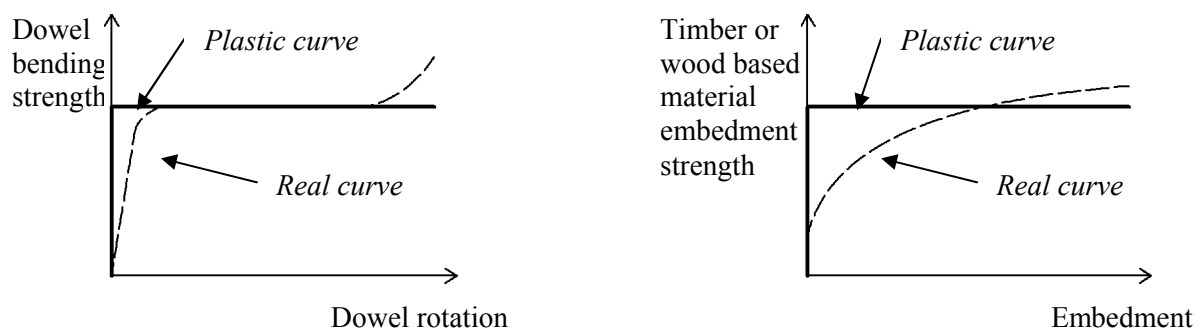 Dowel
bending
strength
Plastic curve
Real curve
Dowel rotation
Timber or
wood based
material
embedment
strength
Plastic curve
Real curve
Embedment